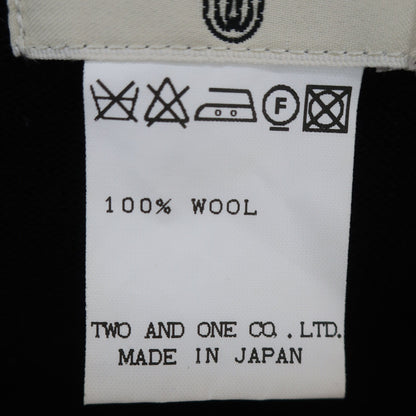 F
100% WOOL
TWO AND ONE CO.,LTD.
MADE IN JAPAN